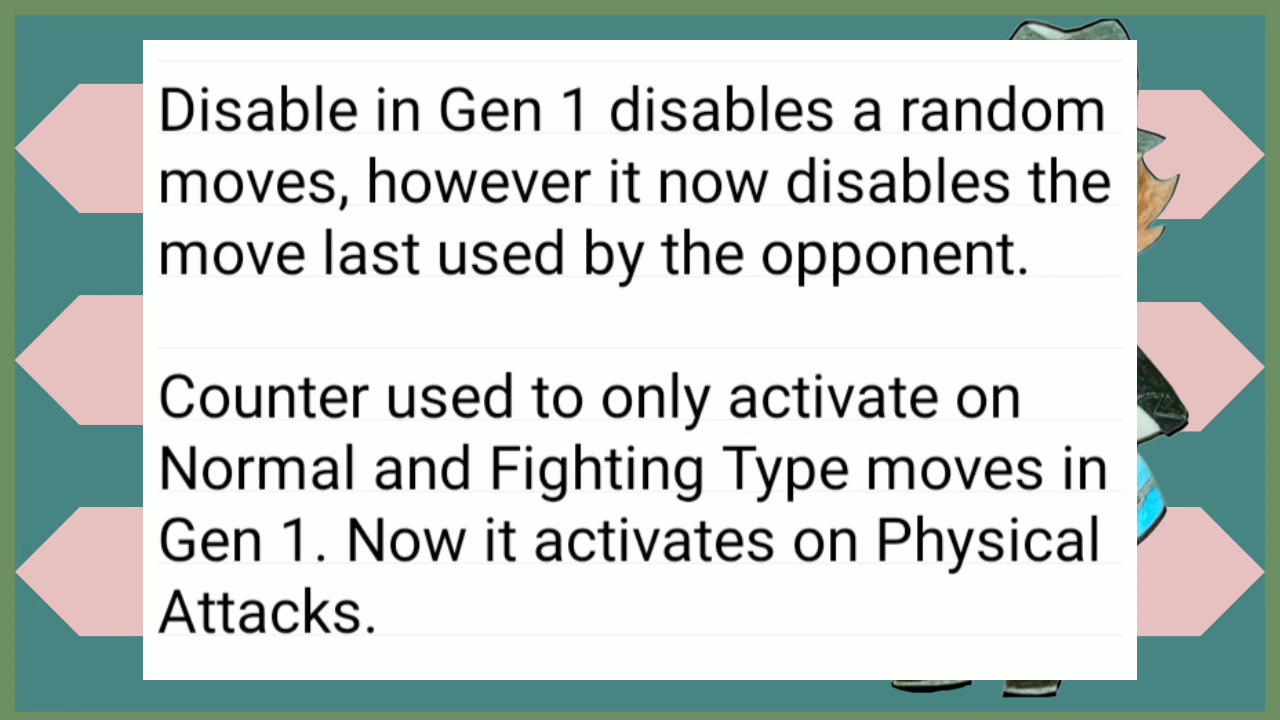 Disable in Gen 1 disables a random
moves, however it now disables the
move last used by the opponent.
Counter used to only activate on
Normal and Fighting Type moves in
Gen 1. Now it activates on Physical
Attacks.